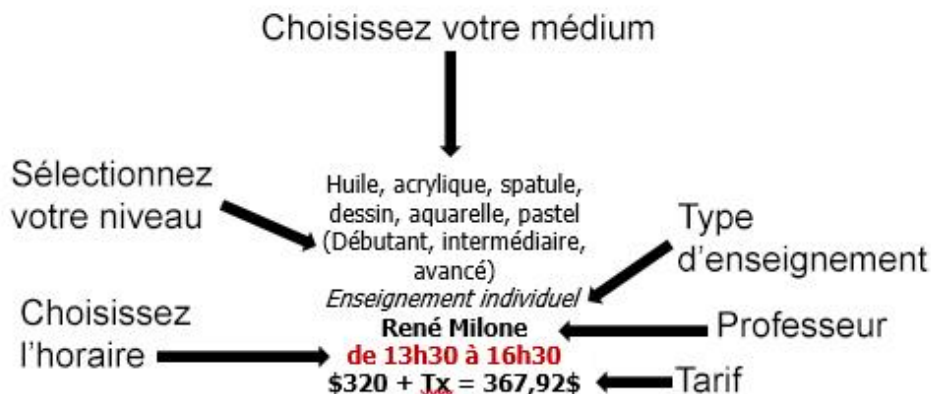 Choisissez votre médium
Sélectionnez
votre niveau
Huile, acrylique, spatule,
dessin, aquarelle, pastel
(Débutant, intermédiaire,
avancé)
Type
d'enseignement
Enseignement individuel
Choisissez
l'horaire
René Milone
Professeur
de 13h30 à 16h30
$320 + Tx = 367,92$
Tarif